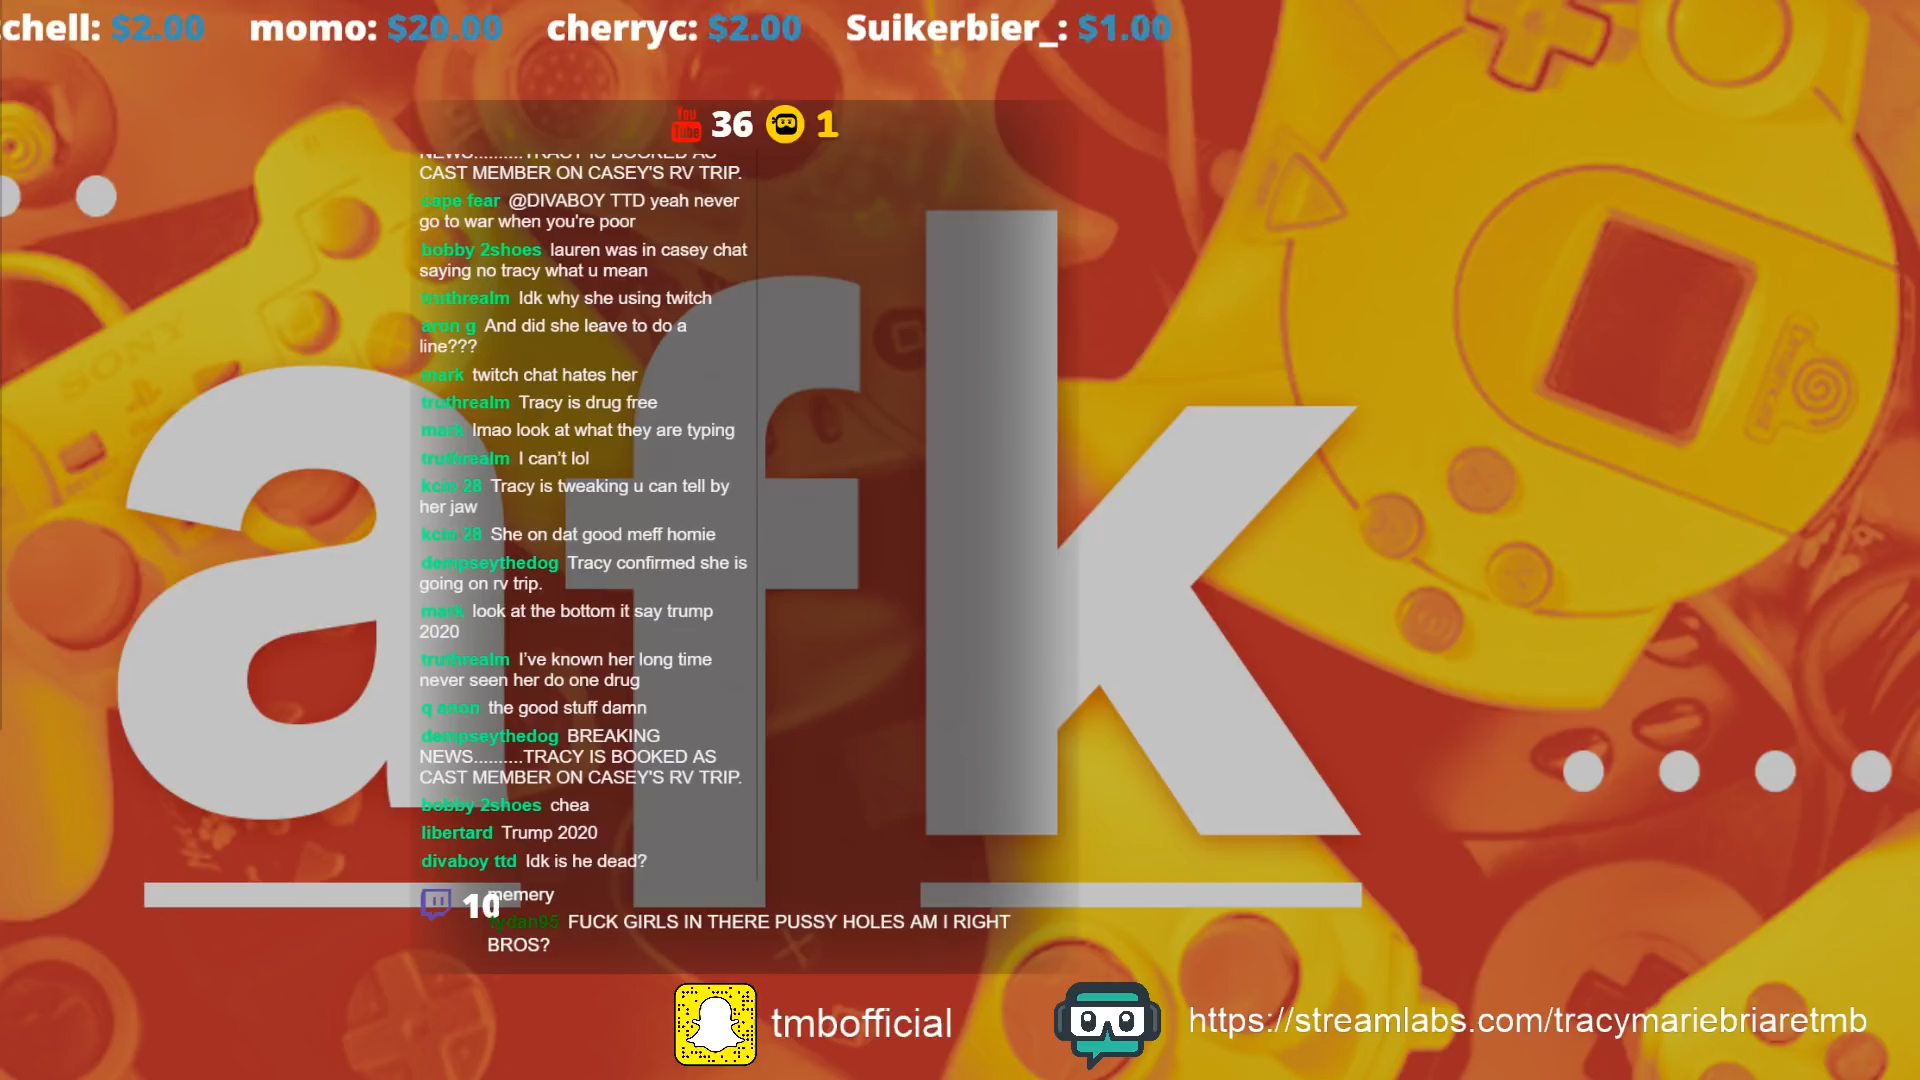 chell: $2.00 momo: $20.00 cherryc: $2.00 Suikerbier_: $1.00
You Tube 36 1
NEWS..........TRACY IS BOOKED AS
CAST MEMBER ON CASEY'S RV TRIP.
cape fear @DIVABOY TTD yeah never
go to war when you're poor
bobby 2shoes lauren was in casey chat
saying no tracy what u mean
truthrealm Idk why she using twitch
aron g And did she leave to do a
line???
mark twitch chat hates her
truthrealm Tracy is drug free
mark lmao look at what they are typing
truthrealm I can't lol
kcin 28 Tracy is tweaking u can tell by
her jaw
kcin 28 She on dat good meff homie
dempseythedog Tracy confirmed she is
going on rv trip.
mark look at the bottom it say trump
2020
truthrealm I've known her long time
never seen her do one drug
q anon the good stuff damn
dempseythedog BREAKING
NEWS..........TRACY IS BOOKED AS
CAST MEMBER ON CASEY'S RV TRIP.
bobby 2shoes chea
libertard Trump 2020
divaboy ttd Idk is he dead?
10 memery
tydan95 FUCK GIRLS IN THERE PUSSY HOLES AM I RIGHT
BROS?
afk
SONY
tmbofficial
https://streamlabs.com/tracymariebriaretmb